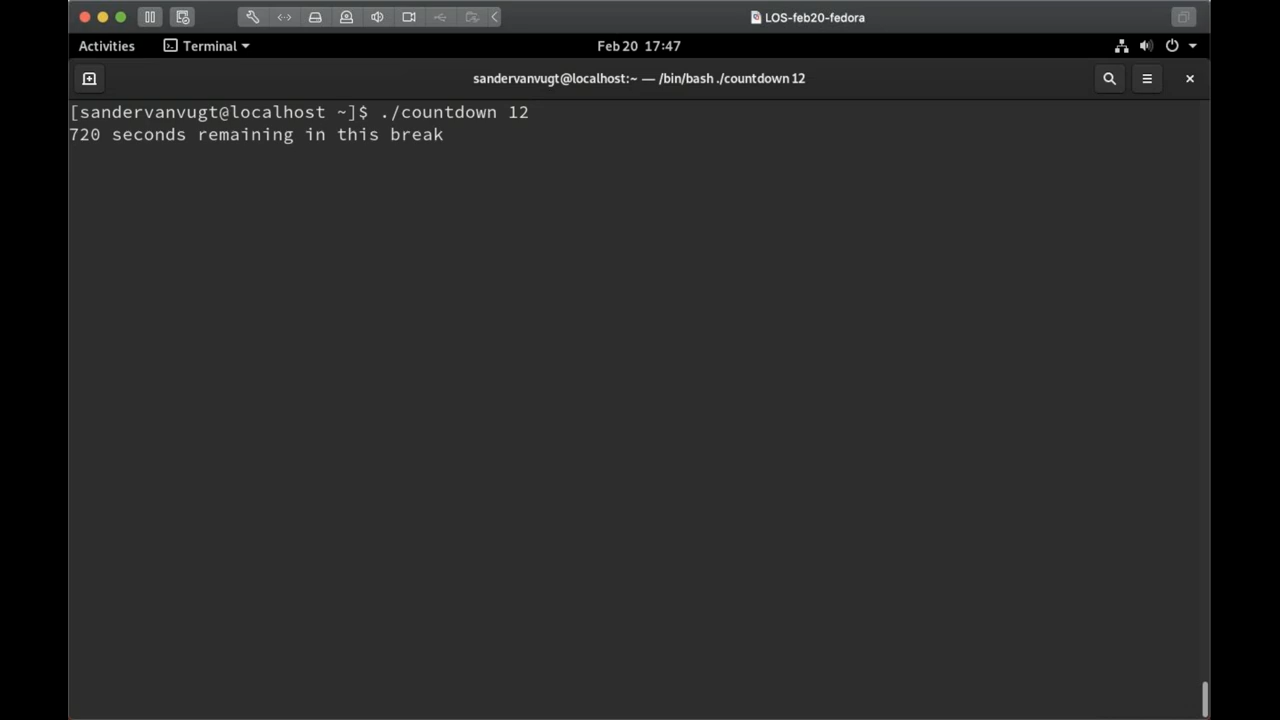 LOS-feb20-fedora
Activities Terminal Feb 20 17:47
sandervanvugt@localhost:~ — /bin/bash ./countdown 12
[sandervanvugt@localhost ~]$ ./countdown 12
720 seconds remaining in this break